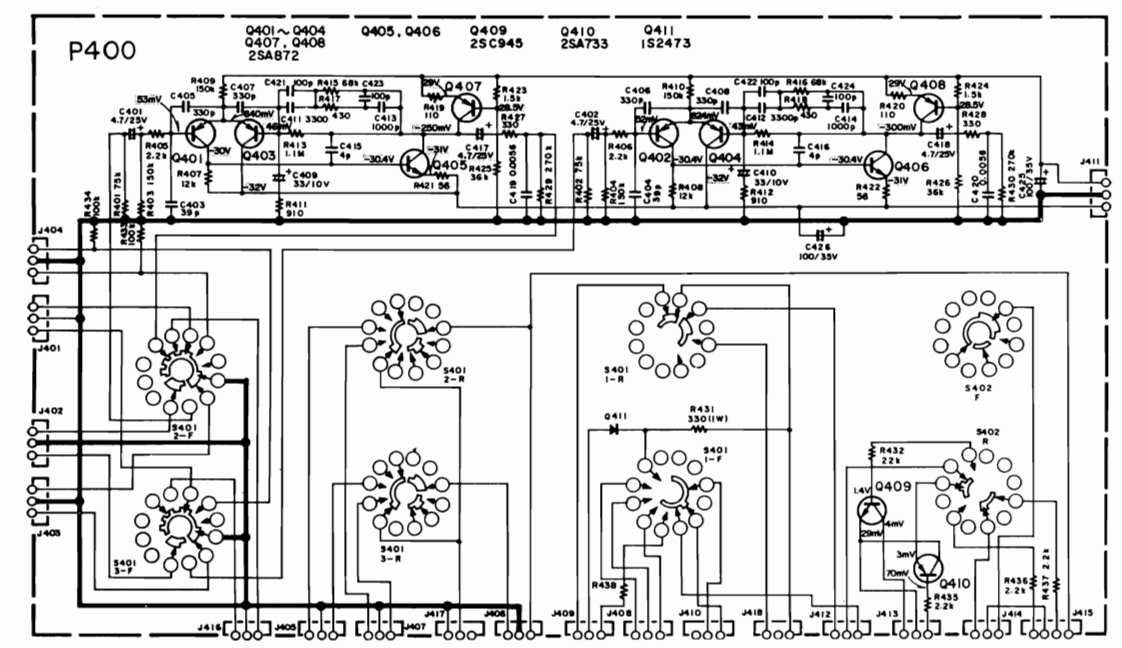 P400
Q401~Q404
Q407, Q408
2SA872
Q405, Q406
Q409
2SC945
Q410
2SA733
Q411
1S2473
R409
150k
C421
100p
R415 68k
C423
100p
29V
Q407
R423
1.5k
28.5V
53mV
C405
330p
C407
330p
840mV
R417
430
R419
110
C413
1000p
R427
330
C401
4.7/25V
46mV
C411
3300
-250mV
C417
4.7/25V
R405
2.2k
Q401
-30V
Q403
R413
1.1M
C415
4p
-31V
-30.4V
Q405
R425
36k
C419 0.0056
R429 270k
R407
12k
-32V
C409
33/10V
R421 56
R434
100k
R401 75k
R403 150k
R433
100k
C403
39p
R411
910
C406
330p
R410
150k
C408
330p
C422 100p
R416 68k
C424
100p
29V
Q408
R424
1.5k
28.5V
C402
4.7/25V
52mV
824mV
43mV
C412
3300p
R418
430
C414
1000p
R420
110
R428
330
R406
2.2k
Q402
-30.4V
Q404
R414
1.1M
C416
4p
-300mV
C418
4.7/25V
-30.4V
Q406
-31V
R402 75k
R404
150k
C404
39p
R408
12k
-32V
C410
33/10V
R412
910
R422
56
R426
36k
C420
0.0056
R430 270k
C425
100/35V
J411
C426
100/35V
J404
J401
J402
J403
S401
2-F
S401
2-R
S401
1-R
S402
F
S401
3-F
S401
3-R
Q411
R431
330(1W)
S401
1-F
S402
R
R432
22k
Q409
1.4V
4mV
29mV
3mV
70mV
Q410
R435
2.2k
R436
2.2k
R437 2.2k
R438
J416
J405
J407
J417
J406
J409
J408
J410
J418
J412
J413
J414
J415